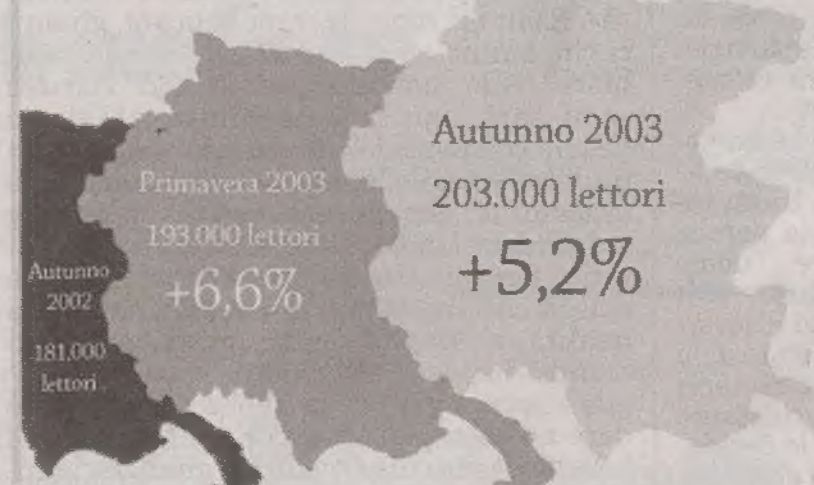 Autunno
2002
181.000
lettori
Primavera 2003
193.000 lettori
+6,6%
Autunno 2003
203.000 lettori
+5,2%